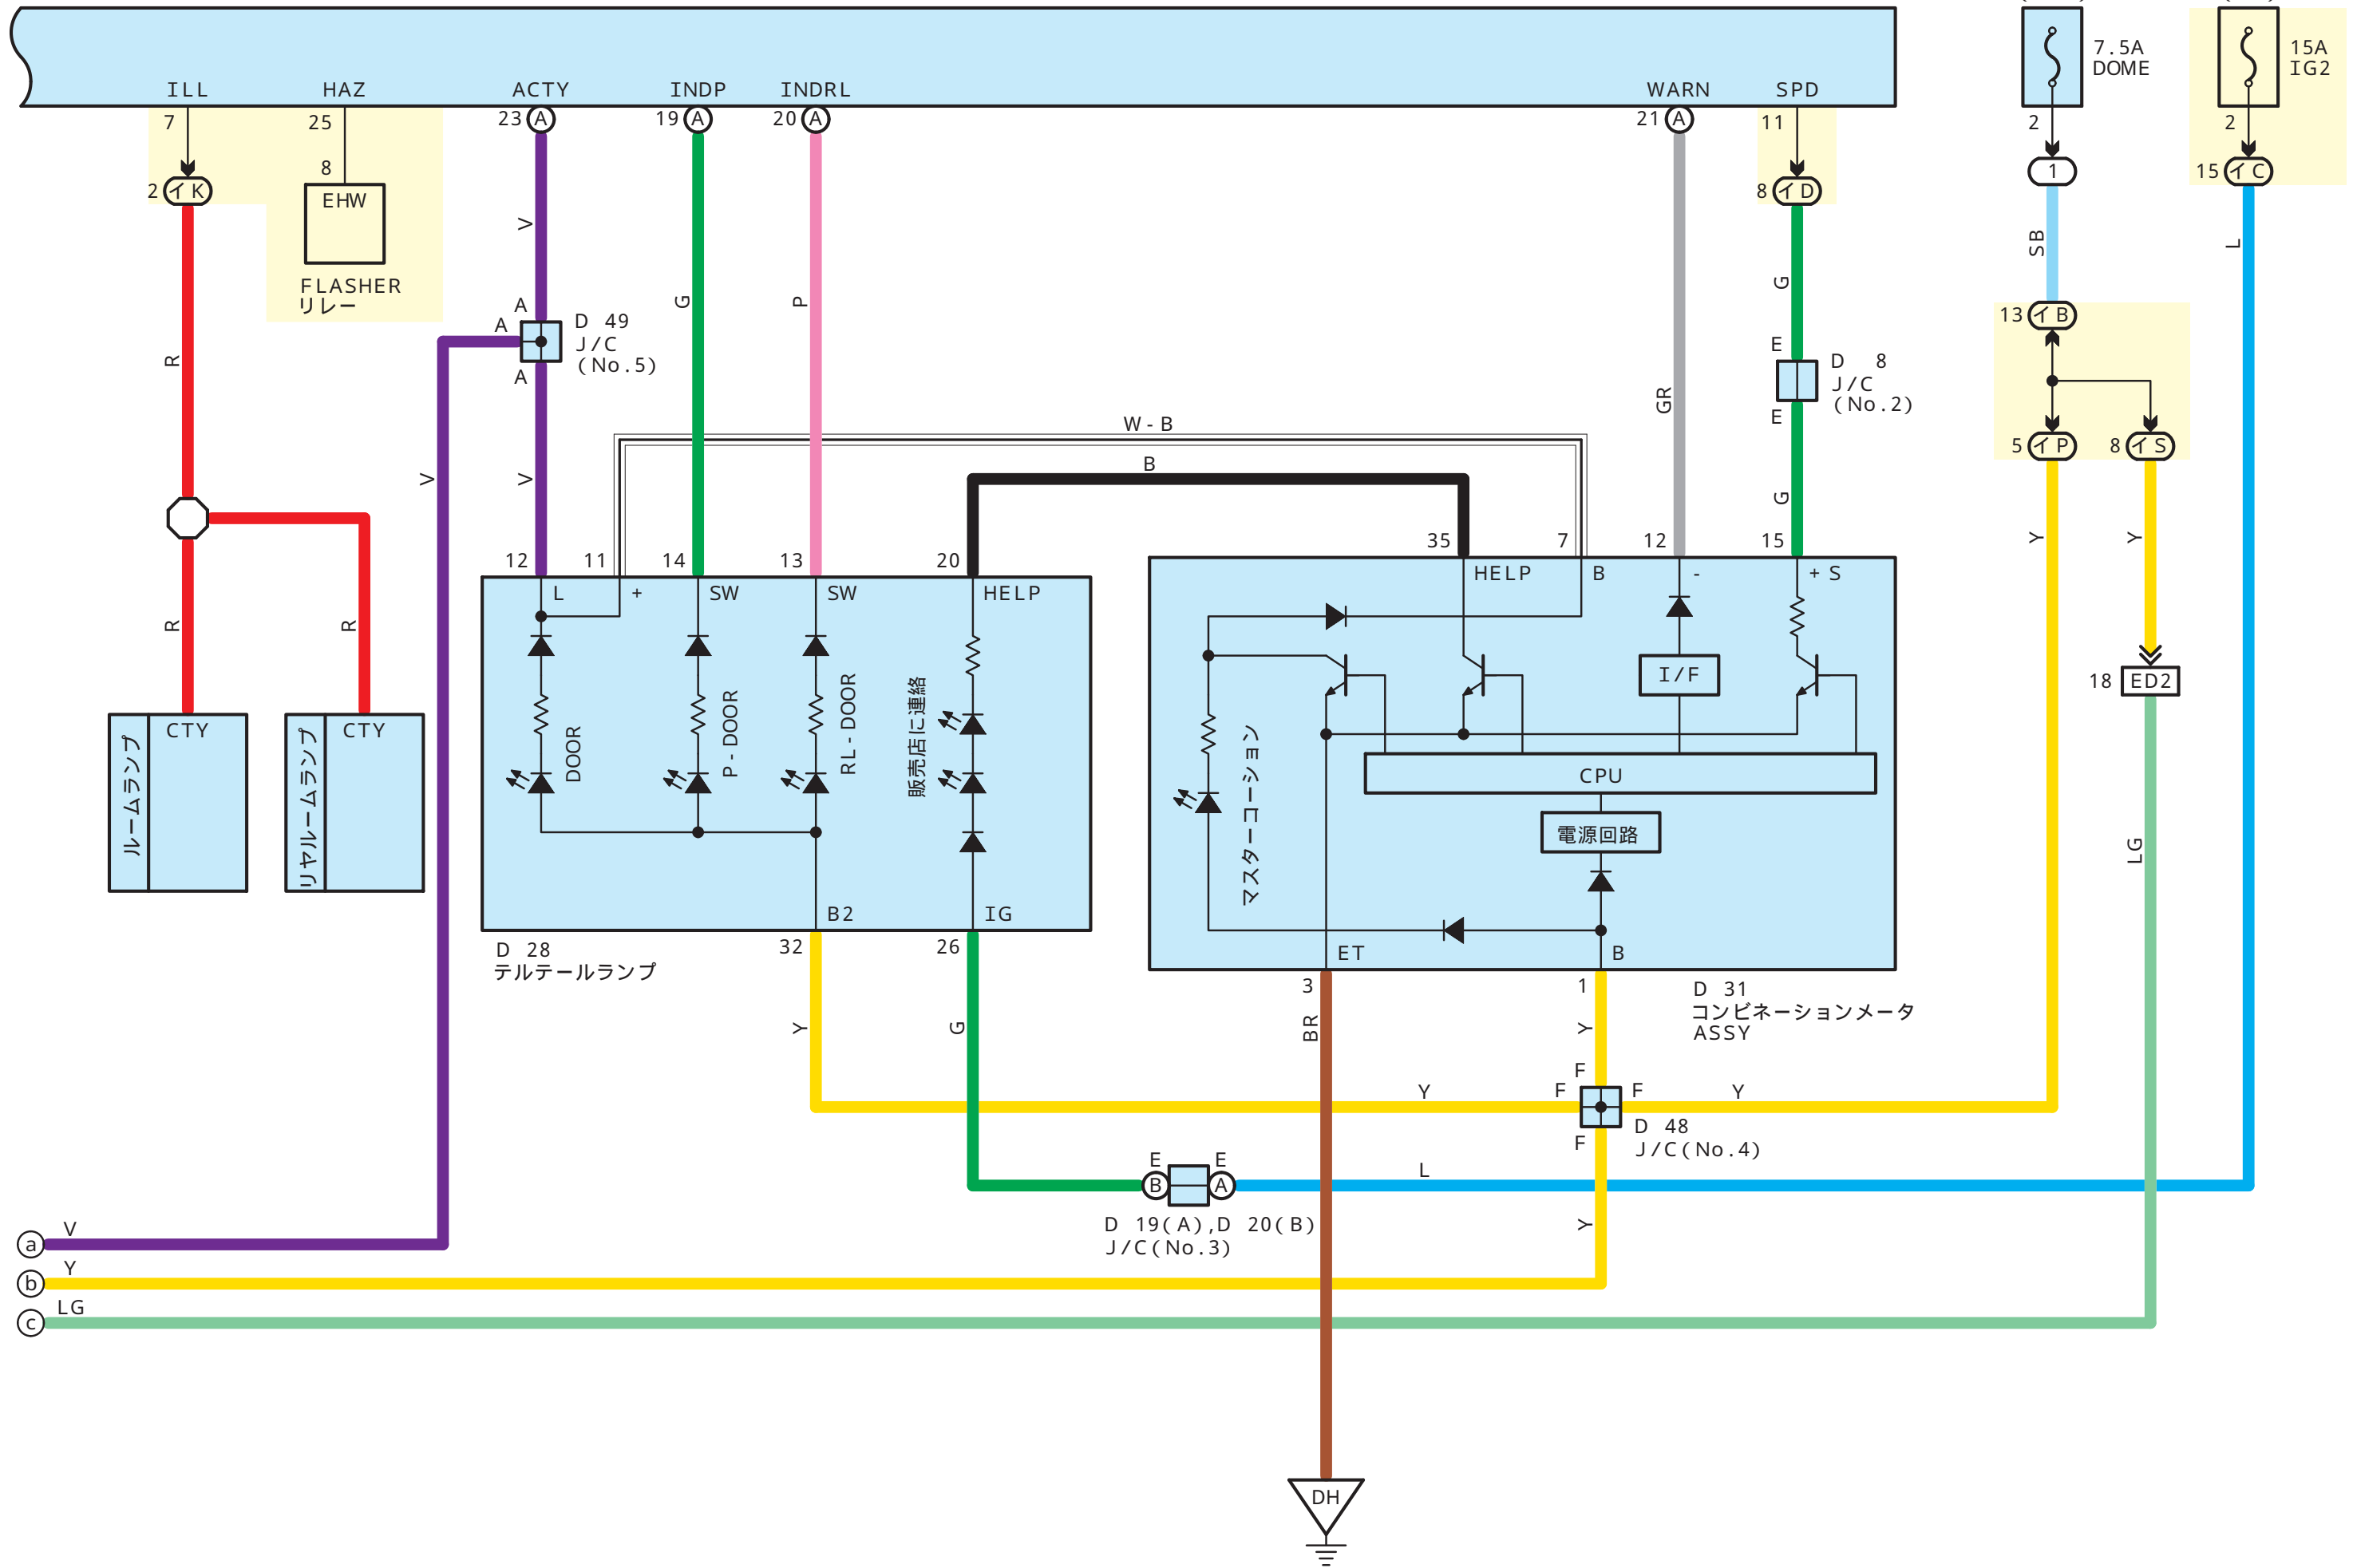 ILL
HAZ
ACTY
INDP
INDRL
WARN
SPD
7.5A
DOME
15A
IG2
7
25
23 A
19 A
20 A
21 A
11
2
2
8
2 イK
EHW
FLASHER
リレー
8 イD
1
15 イC
V
G
P
R
A
A
A
D 49
J/C
(No.5)
V
V
GR
G
E
E
D 8
J/C
(No.2)
G
SB
L
13 イB
5 イP
8 イS
W-B
B
Y
Y
R
R
12
11
14
13
20
35
7
12
15
L
+
SW
SW
HELP
HELP
B
-
+S
I/F
DOOR
P-DOOR
RL-DOOR
販売店に連絡
マスターコーション
CPU
電源回路
18 ED2
LG
CTY
ルームランプ
CTY
リヤルームランプ
B2
IG
ET
B
D 28
テルテールランプ
32
26
3
1
D 31
コンビネーションメータ
ASSY
Y
G
BR
Y
F
F
F
F
Y
Y
D 48
J/C(No.4)
E
E
B
A
L
D 19(A),D 20(B)
J/C(No.3)
Y
a
V
b
Y
c
LG
DH